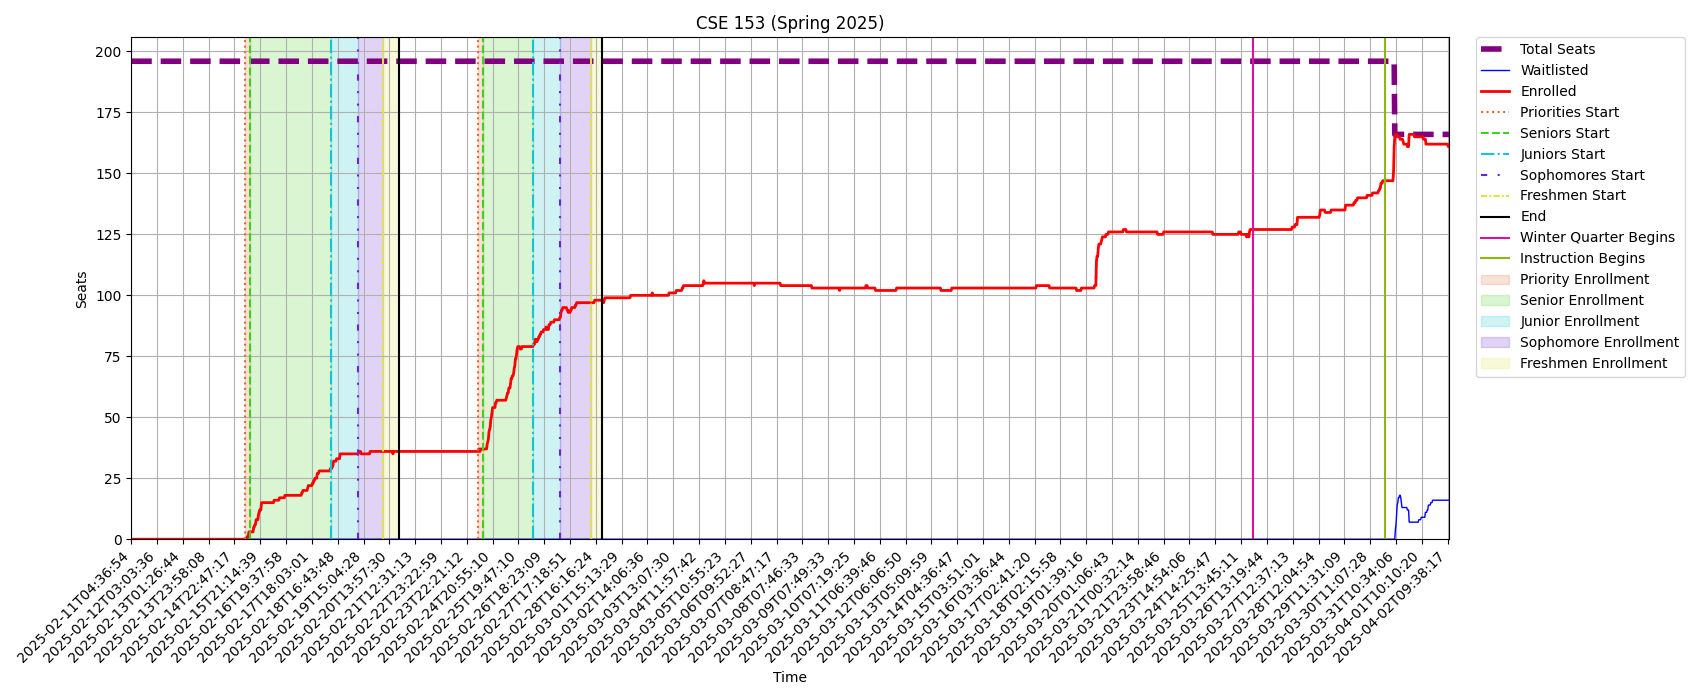 CSE 153 (Spring 2025)
200
175
150
125
100
75
50
25
0
Seats
2025-02-11T04:36:54
2025-02-12T03:03:36
2025-02-13T01:26:44
2025-02-13T23:58:08
2025-02-14T22:47:17
2025-02-15T21:14:39
2025-02-16T19:37:58
2025-02-17T18:03:01
2025-02-18T16:43:48
2025-02-19T15:04:28
2025-02-20T13:57:30
2025-02-21T12:31:13
2025-02-22T23:22:59
2025-02-23T22:21:12
2025-02-24T20:55:10
2025-02-25T19:47:10
2025-02-26T18:23:09
2025-02-27T17:18:51
2025-02-28T16:16:24
2025-03-01T15:13:29
2025-03-02T14:06:36
2025-03-03T13:07:30
2025-03-04T11:57:42
2025-03-05T10:55:23
2025-03-06T09:52:27
2025-03-07T08:47:17
2025-03-08T07:46:33
2025-03-09T07:49:33
2025-03-10T07:19:25
2025-03-11T06:39:46
2025-03-12T06:06:50
2025-03-13T05:09:59
2025-03-14T04:36:47
2025-03-15T03:51:01
2025-03-16T03:36:44
2025-03-17T02:41:20
2025-03-18T02:15:58
2025-03-19T01:39:16
2025-03-20T01:06:43
2025-03-21T00:32:14
2025-03-21T23:58:46
2025-03-23T14:54:06
2025-03-24T14:25:47
2025-03-25T13:45:11
2025-03-26T13:19:44
2025-03-27T12:37:13
2025-03-28T12:04:54
2025-03-29T11:31:09
2025-03-30T11:07:28
2025-03-31T10:34:06
2025-04-01T10:10:20
2025-04-02T09:38:17
Time
Total Seats
Waitlisted
Enrolled
Priorities Start
Seniors Start
Juniors Start
Sophomores Start
Freshmen Start
End
Winter Quarter Begins
Instruction Begins
Priority Enrollment
Senior Enrollment
Junior Enrollment
Sophomore Enrollment
Freshmen Enrollment